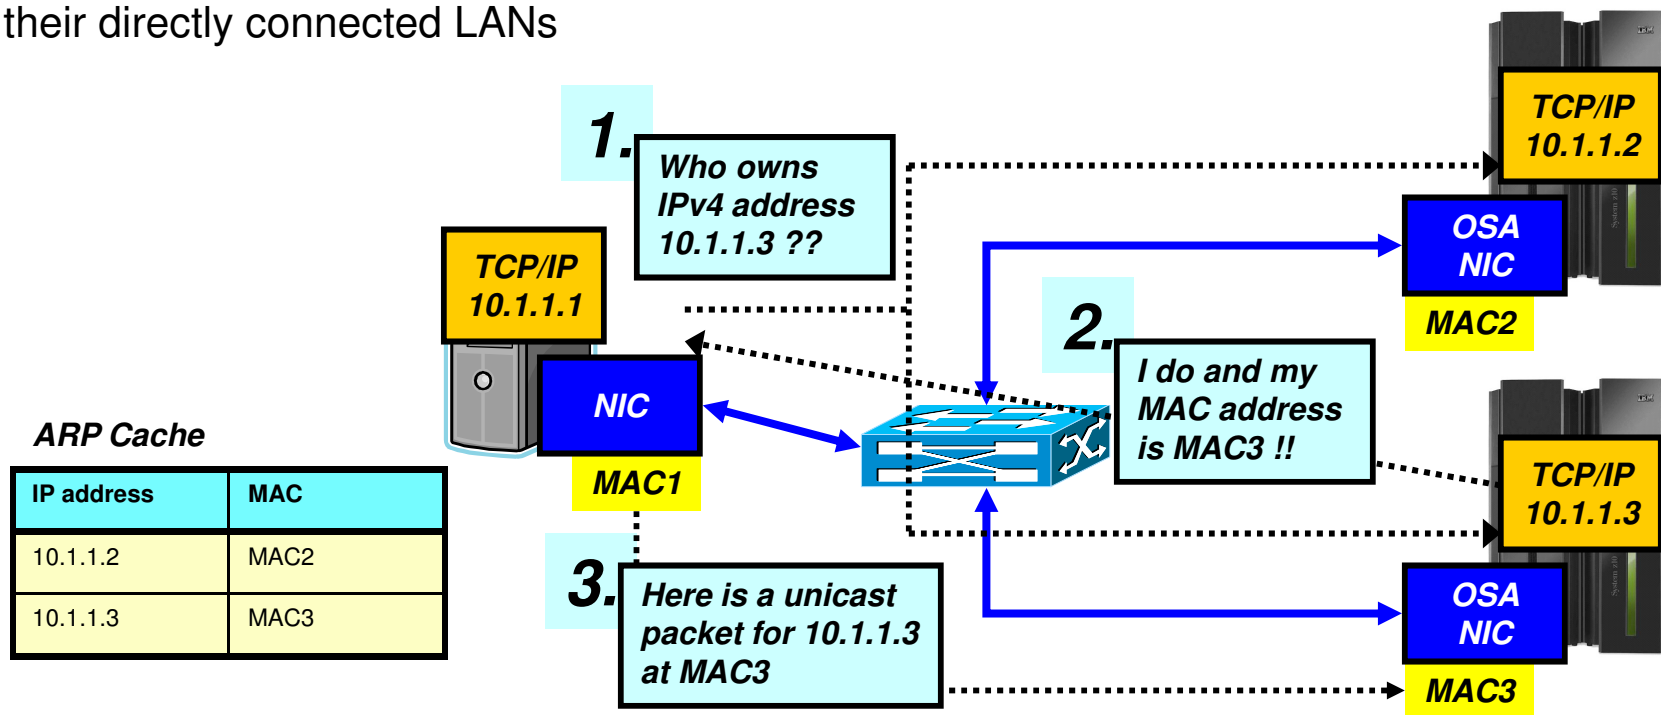 their directly connected LANs
1.
Who owns
IPv4 address
10.1.1.3 ??
TCP/IP
10.1.1.1
NIC
MAC1
TCP/IP
10.1.1.2
OSA
NIC
MAC2
2.
I do and my
MAC address
is MAC3 !!
TCP/IP
10.1.1.3
OSA
NIC
MAC3
3.
Here is a unicast
packet for 10.1.1.3
at MAC3
ARP Cache
IP address MAC
10.1.1.2 MAC2
10.1.1.3 MAC3